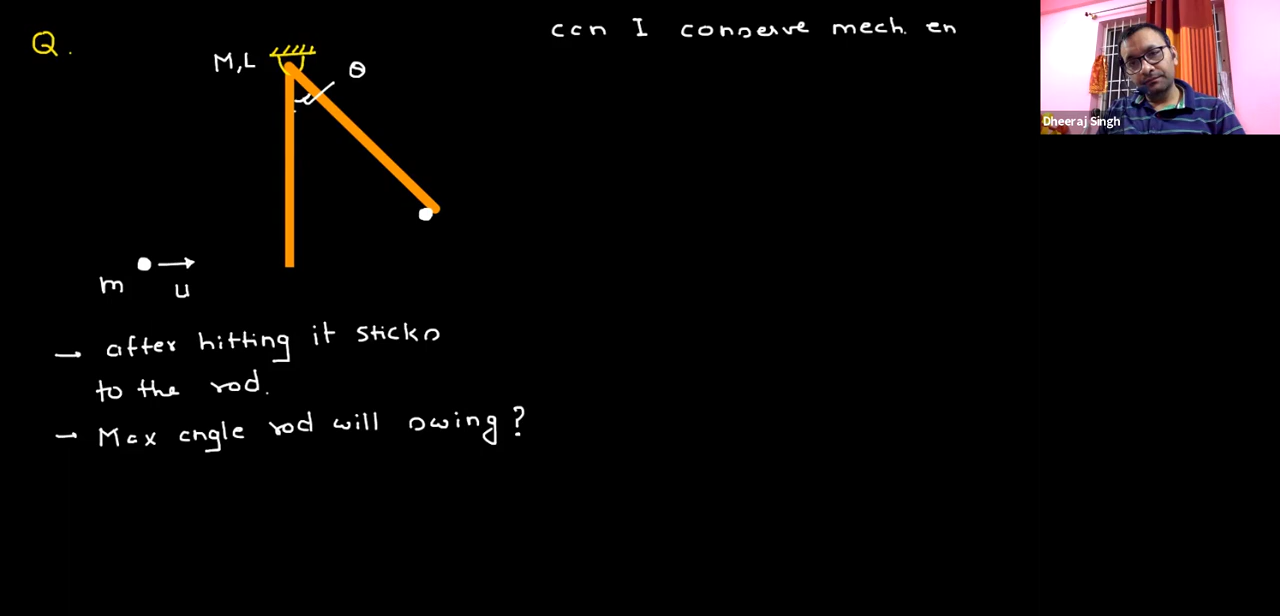 Q.
can I conserve mech. en
M,L
θ
Dheeraj Singh
m
u
→ after hitting it sticks
to the rod.
→ Max angle rod will swing?